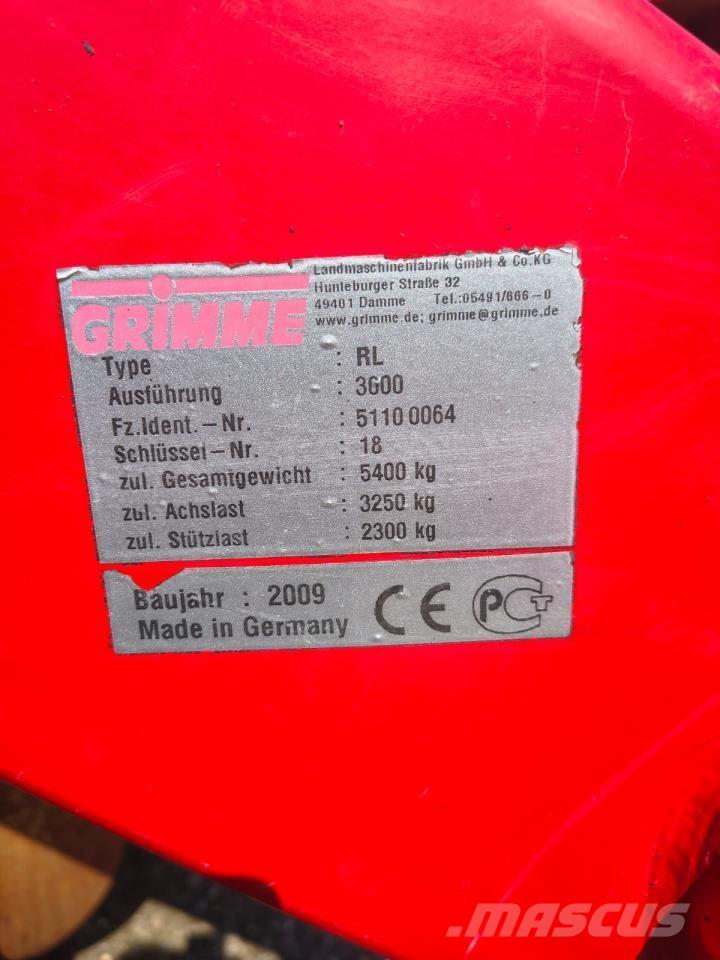 GRIMME
Landmaschinenfabrik GmbH & Co.KG
Hunteburger Straße 32
49401 Damme Tel.:05491/666-0
www.grimme.de; grimme@grimme.de
Type : RL
Ausführung : 3600
Fz.Ident.-Nr. : 51100064
Schlüssel-Nr. : 18
zul. Gesamtgewicht : 5400 kg
zul. Achslast : 3250 kg
zul. Stützlast : 2300 kg
Baujahr : 2009
Made in Germany CE PCT
MASCUS